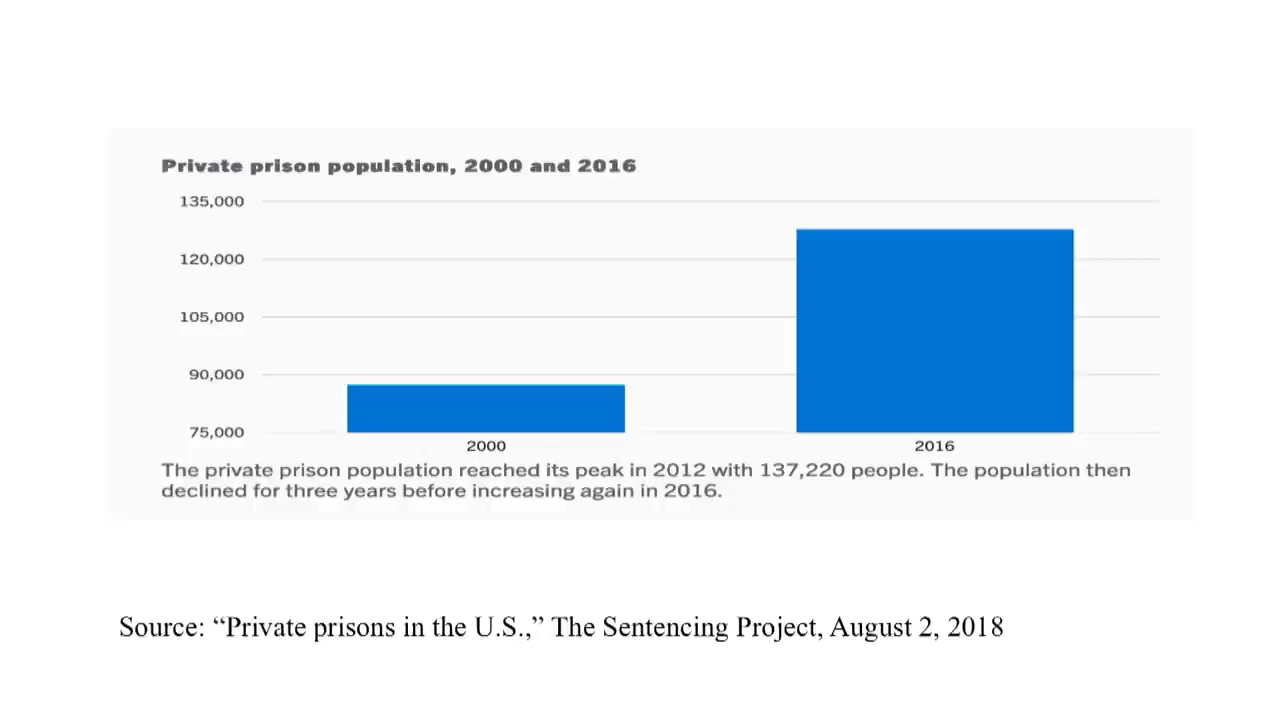 Private prison population, 2000 and 2016
135,000
120,000
105,000
90,000
75,000
2000
2016
The private prison population reached its peak in 2012 with 137,220 people. The population then
declined for three years before increasing again in 2016.
Source: “Private prisons in the U.S.,” The Sentencing Project, August 2, 2018